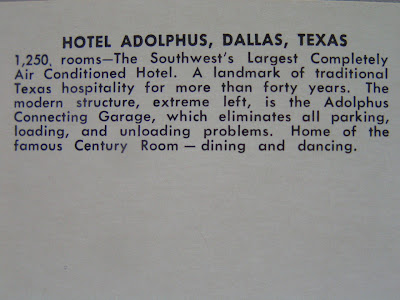 HOTEL ADOLPHUS, DALLAS, TEXAS
1,250 rooms—The Southwest's Largest Completely
Air Conditioned Hotel. A landmark of traditional
Texas hospitality for more than forty years. The
modern structure, extreme left, is the Adolphus
Connecting Garage, which eliminates all parking,
loading, and unloading problems. Home of the
famous Century Room — dining and dancing.